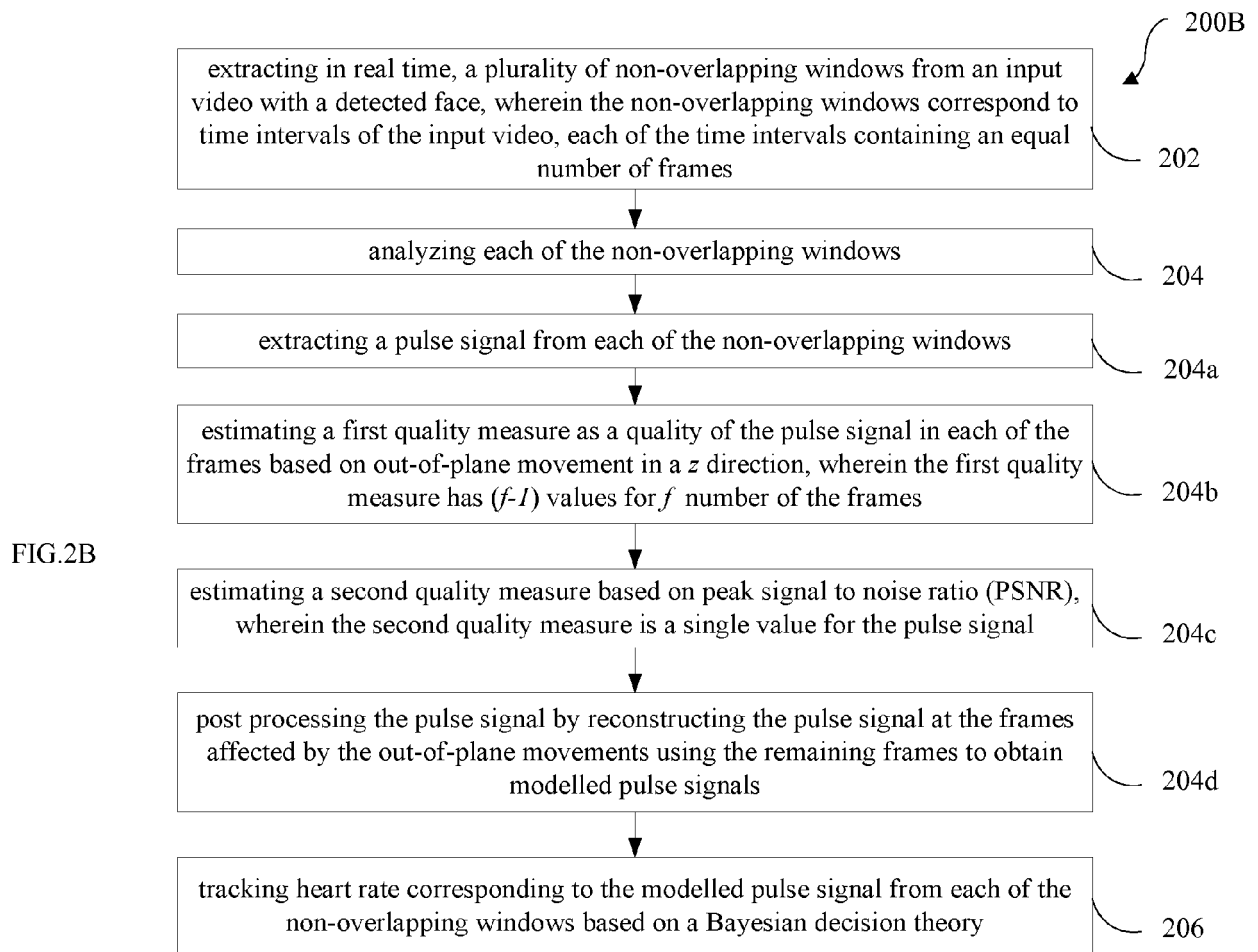 200B
extracting in real time, a plurality of non-overlapping windows from an input
video with a detected face, wherein the non-overlapping windows correspond to
time intervals of the input video, each of the time intervals containing an equal
number of frames
202
analyzing each of the non-overlapping windows
204
extracting a pulse signal from each of the non-overlapping windows
204a
estimating a first quality measure as a quality of the pulse signal in each of the
frames based on out-of-plane movement in a z direction, wherein the first quality
measure has (f-1) values for f number of the frames
204b
FIG.2B
estimating a second quality measure based on peak signal to noise ratio (PSNR),
wherein the second quality measure is a single value for the pulse signal
204c
post processing the pulse signal by reconstructing the pulse signal at the frames
affected by the out-of-plane movements using the remaining frames to obtain
modelled pulse signals
204d
tracking heart rate corresponding to the modelled pulse signal from each of the
non-overlapping windows based on a Bayesian decision theory
206